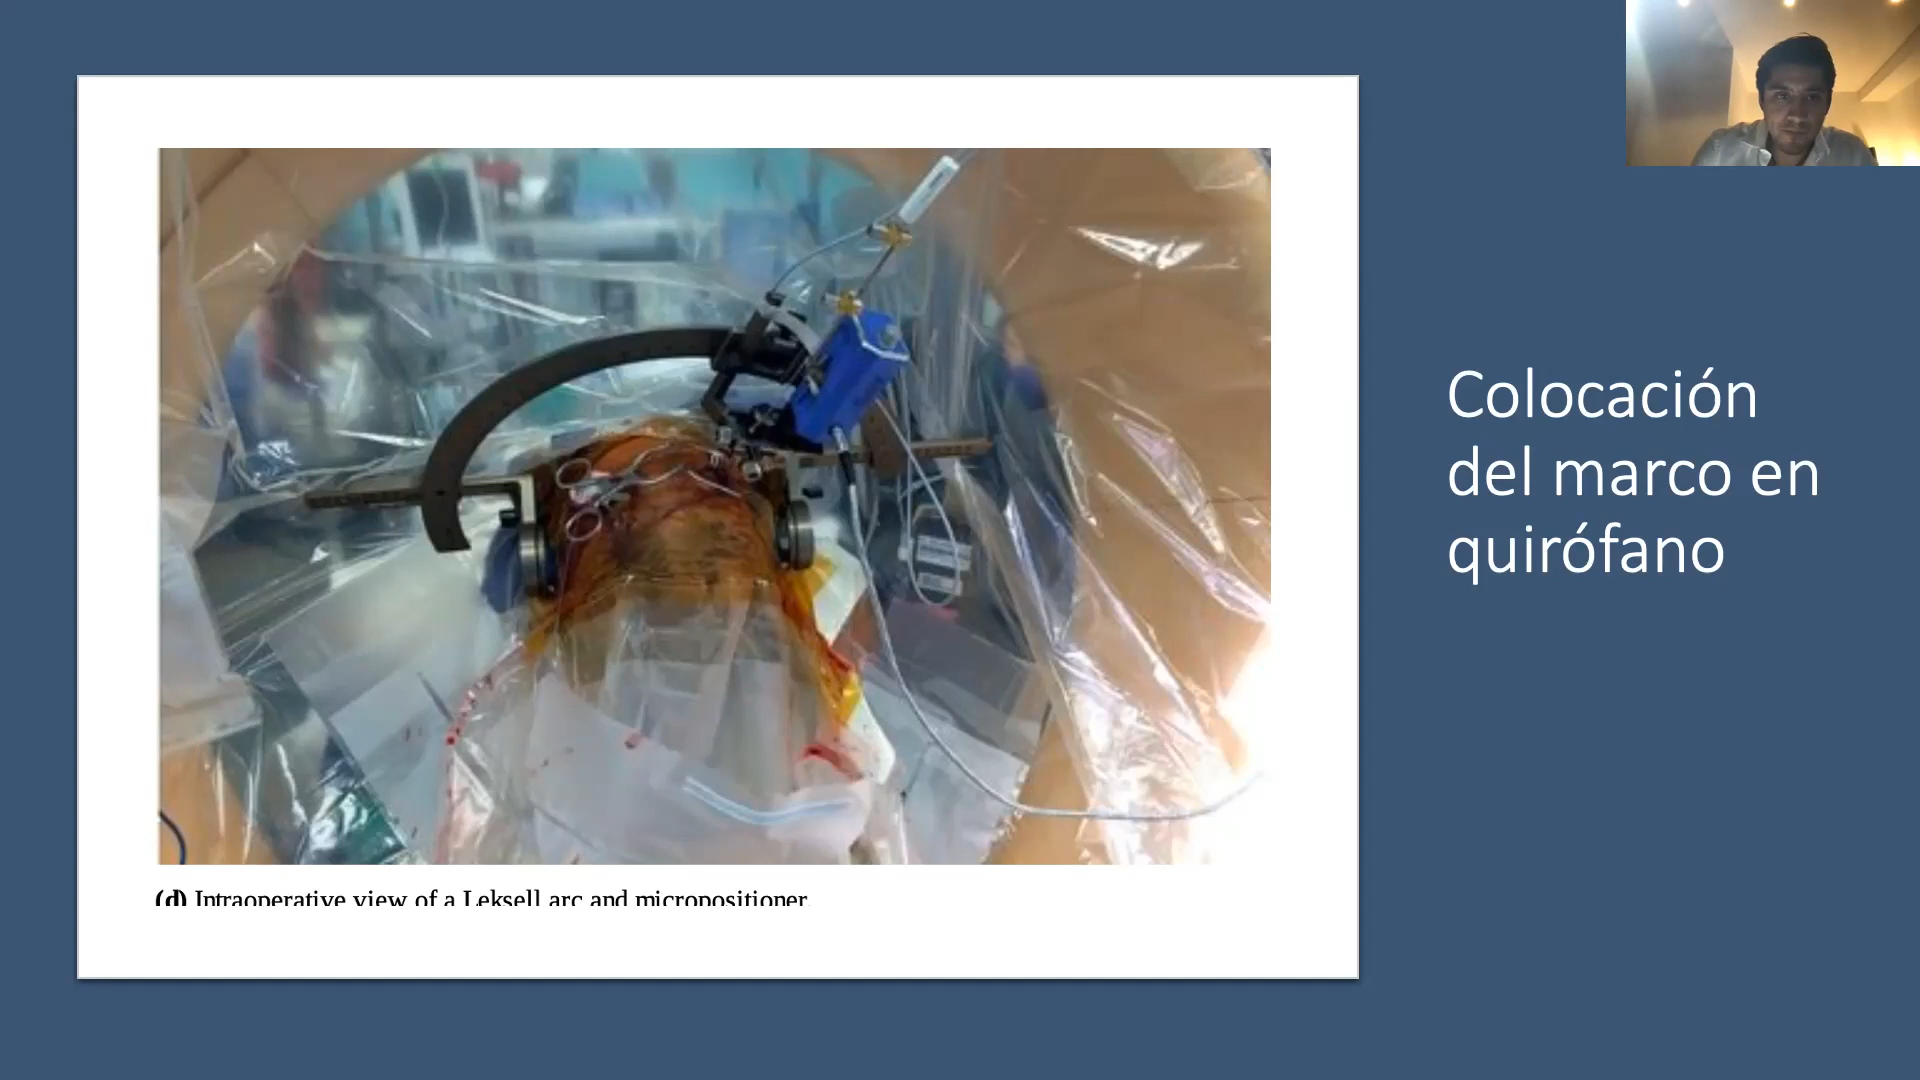 Colocación
del marco en
quirófano
(d) Intraoperative view of a Leksell arc and micropositioner.